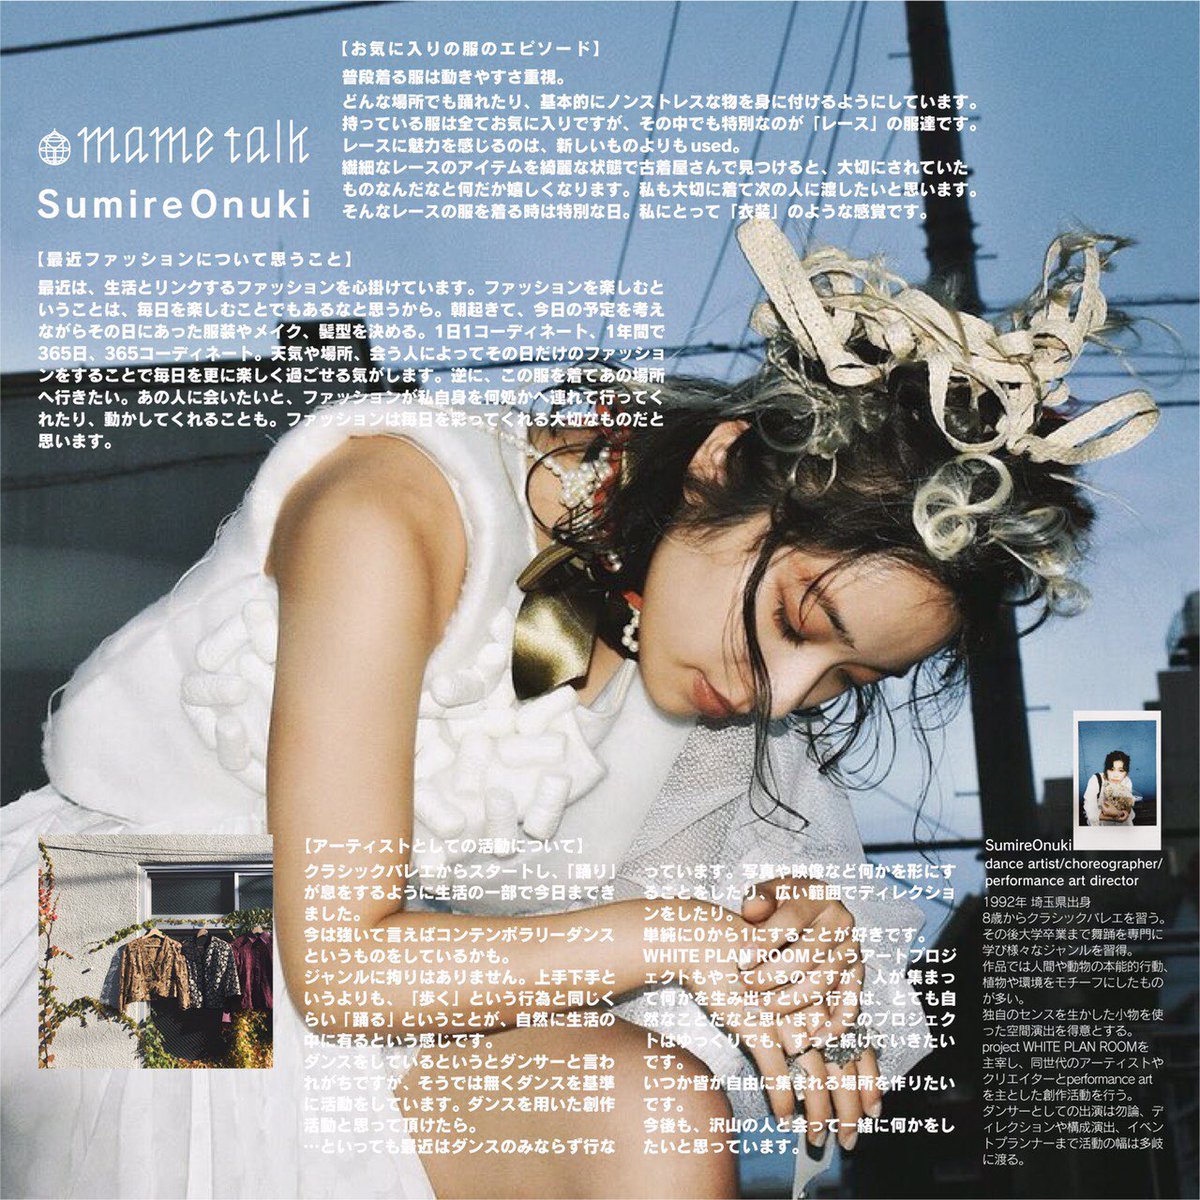 mame talk
SumireOnuki
【お気に入りの服のエピソード】
普段着る服は動きやすさ重視。
どんな場所でも踊れたり、基本的にノンストレスな物を身に付けるようにしています。
持っている服は全てお気に入りですが、その中でも特別なのが「レース」の服達です。
レースに魅力を感じるのは、新しいものよりもused。
繊細なレースのアイテムを綺麗な状態で古着屋さんで見つけると、大切にされていた
ものなんだなと何だか嬉しくなります。私も大切に着て次の人に渡したいと思います。
そんなレースの服を着る時は特別な日。私にとって「衣装」のような感覚です。
【最近ファッションについて思うこと】
最近は、生活とリンクするファッションを心掛けています。ファッションを楽しむと
いうことは、毎日を楽しむことでもあるなと思うから。朝起きて、今日の予定を考え
ながらその日にあった服装やメイク、髪型を決める。1日1コーディネート、1年間で
365日、365コーディネート。天気や場所、会う人によってその日だけのファッショ
ンをすることで毎日を更に楽しく過ごせる気がします。逆に、この服を着てあの場所
へ行きたい。あの人に会いたいと、ファッションが私自身を何処かへ連れて行ってく
れたり、動かしてくれることも。ファッションは毎日を彩ってくれる大切なものだと
思います。
【アーティストとしての活動について】
クラシックバレエからスタートし、「踊り」
が息をするように生活の一部で今日まできました。
今は強いて言えばコンテンポラリーダンス
というものをしているかも。
ジャンルに拘りはありません。上手下手と
いうよりも、「歩く」という行為と同じく
らい「踊る」ということが、自然に生活の
中に有るという感じです。
ダンスをしているというとダンサーと言わ
れがちですが、そうでは無くダンスを基準
に活動をしています。ダンスを用いた創作
活動と思って頂けたら。
…といっても最近はダンスのみならず行な
っています。写真や映像など何かを形にす
ることをしたり、広い範囲でディレクショ
ンをしたり。
単純に0から1にすることが好きです。
WHITE PLAN ROOMというアートプロジ
ェクトもやっているのですが、人が集まっ
て何かを生み出すという行為は、とても自
然なことだなと思います。このプロジェク
トはゆっくりでも、ずっと続けていきたい
です。
いつか皆が自由に集まれる場所を作りたい
です。
今後も、沢山の人と会って一緒に何かをし
たいと思っています。
SumireOnuki
dance artist/choreographer/
performance art director
1992年 埼玉県出身
8歳からクラシックバレエを習う。
その後大学卒業まで舞踊を専門に
学び様々なジャンルを習得。
作品では人間や動物の本能的行動、
植物や環境をモチーフにしたもの
が多い。
独自のセンスを生かした小物を使
った空間演出を得意とする。
project WHITE PLAN ROOMを
主宰し、同世代のアーティストや
クリエイターとperformance art
を主とした創作活動を行う。
ダンサーとしての出演は勿論、デ
ィレクションや構成演出、イベン
トプランナーまで活動の幅は多岐
に渡る。